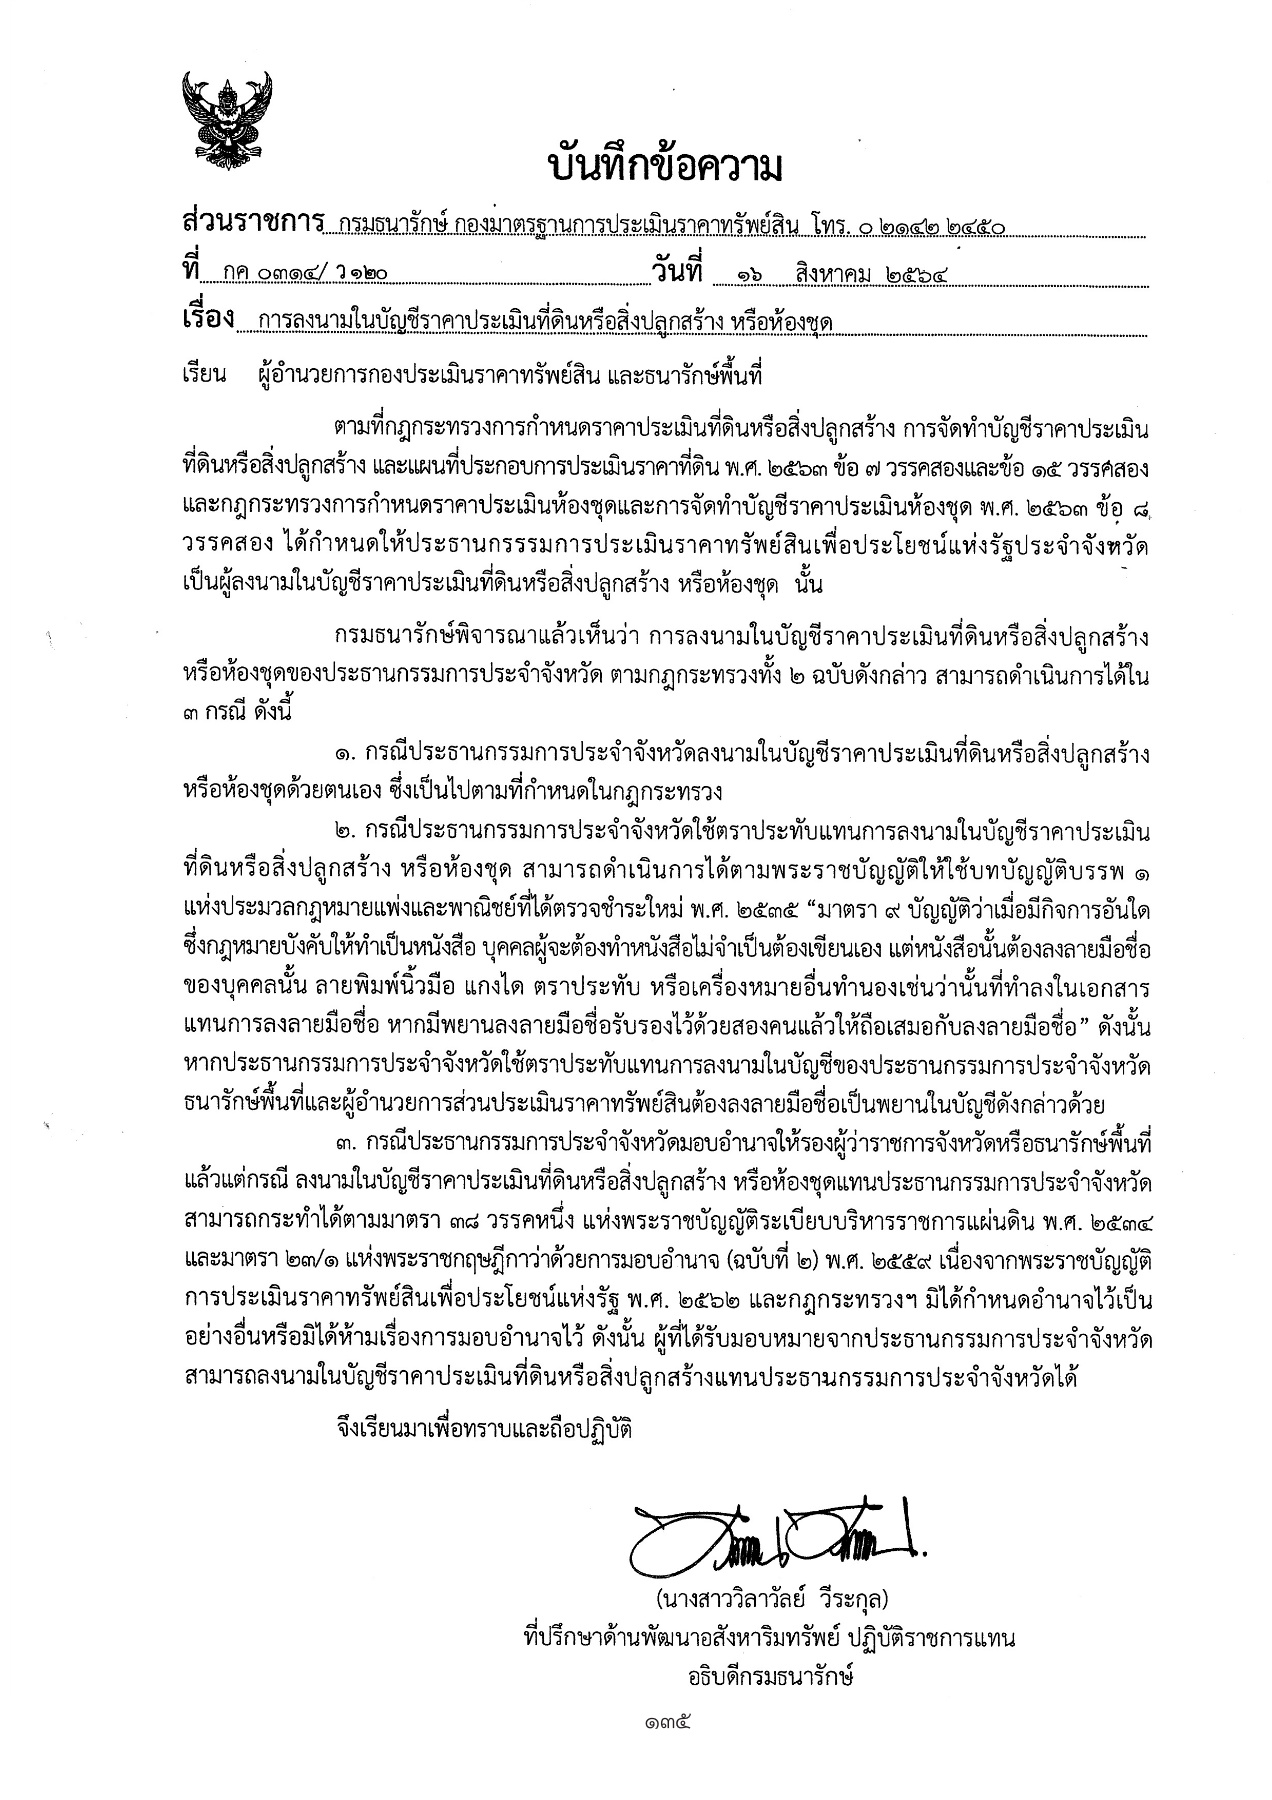 บันทึกข้อความ
ส่วนราชการ กรมธนารักษ์ กองมาตรฐานการประเมินราคาทรัพย์สิน โทร. ๐ ๒๑๔๒ ๒๔๕๐
ที่ กค ๐๓๑๔/ ว ๑๒๐ วันที่ ๑๖ สิงหาคม ๒๕๖๔
เรื่อง การลงนามในบัญชีราคาประเมินที่ดินหรือสิ่งปลูกสร้าง หรือห้องชุด
เรียน ผู้อำนวยการกองประเมินราคาทรัพย์สิน และธนารักษ์พื้นที่
ตามที่กฎกระทรวงการกำหนดราคาประเมินที่ดินหรือสิ่งปลูกสร้าง การจัดทำบัญชีราคาประเมิน
ที่ดินหรือสิ่งปลูกสร้าง และแผนที่ประกอบการประเมินราคาที่ดิน พ.ศ. ๒๕๖๓ ข้อ ๗ วรรคสองและข้อ ๑๕ วรรคสอง
และกฎกระทรวงการกำหนดราคาประเมินห้องชุดและการจัดทำบัญชีราคาประเมินห้องชุด พ.ศ. ๒๕๖๓ ข้อ ๘
วรรคสอง ได้กำหนดให้ประธานกรรรมการประเมินราคาทรัพย์สินเพื่อประโยชน์แห่งรัฐประจำจังหวัด
เป็นผู้ลงนามในบัญชีราคาประเมินที่ดินหรือสิ่งปลูกสร้าง หรือห้องชุด นั้น
กรมธนารักษ์พิจารณาแล้วเห็นว่า การลงนามในบัญชีราคาประเมินที่ดินหรือสิ่งปลูกสร้าง
หรือห้องชุดของประธานกรรมการประจำจังหวัด ตามกฎกระทรวงทั้ง ๒ ฉบับดังกล่าว สามารถดำเนินการได้ใน
๓ กรณี ดังนี้
๑. กรณีประธานกรรมการประจำจังหวัดลงนามในบัญชีราคาประเมินที่ดินหรือสิ่งปลูกสร้าง
หรือห้องชุดด้วยตนเอง ซึ่งเป็นไปตามที่กำหนดในกฎกระทรวง
๒. กรณีประธานกรรมการประจำจังหวัดใช้ตราประทับแทนการลงนามในบัญชีราคาประเมิน
ที่ดินหรือสิ่งปลูกสร้าง หรือห้องชุด สามารถดำเนินการได้ตามพระราชบัญญัติให้ใช้บทบัญญัติบรรพ ๑
แห่งประมวลกฎหมายแพ่งและพาณิชย์ที่ได้ตรวจชำระใหม่ พ.ศ. ๒๕๓๕ “มาตรา ๙ บัญญัติว่าเมื่อมีกิจการอันใด
ซึ่งกฎหมายบังคับให้ทำเป็นหนังสือ บุคคลผู้จะต้องทำหนังสือไม่จำเป็นต้องเขียนเอง แต่หนังสือนั้นต้องลงลายมือชื่อ
ของบุคคลนั้น ลายพิมพ์นิ้วมือ แกงได ตราประทับ หรือเครื่องหมายอื่นทำนองเช่นว่านั้นที่ทำลงในเอกสาร
แทนการลงลายมือชื่อ หากมีพยานลงลายมือชื่อรับรองไว้ด้วยสองคนแล้วให้ถือเสมอกับลงลายมือชื่อ” ดังนั้น
หากประธานกรรมการประจำจังหวัดใช้ตราประทับแทนการลงนามในบัญชีของประธานกรรมการประจำจังหวัด
ธนารักษ์พื้นที่และผู้อำนวยการส่วนประเมินราคาทรัพย์สินต้องลงลายมือชื่อเป็นพยานในบัญชีดังกล่าวด้วย
๓. กรณีประธานกรรมการประจำจังหวัดมอบอำนาจให้รองผู้ว่าราชการจังหวัดหรือธนารักษ์พื้นที่
แล้วแต่กรณี ลงนามในบัญชีราคาประเมินที่ดินหรือสิ่งปลูกสร้าง หรือห้องชุดแทนประธานกรรมการประจำจังหวัด
สามารถกระทำได้ตามมาตรา ๓๘ วรรคหนึ่ง แห่งพระราชบัญญัติระเบียบบริหารราชการแผ่นดิน พ.ศ. ๒๕๓๔
และมาตรา ๒๓/๑ แห่งพระราชกฤษฎีกาว่าด้วยการมอบอำนาจ (ฉบับที่ ๒) พ.ศ. ๒๕๕๙ เนื่องจากพระราชบัญญัติ
การประเมินราคาทรัพย์สินเพื่อประโยชน์แห่งรัฐ พ.ศ. ๒๕๖๒ และกฎกระทรวงฯ มิได้กำหนดอำนาจไว้เป็น
อย่างอื่นหรือมิได้ห้ามเรื่องการมอบอำนาจไว้ ดังนั้น ผู้ที่ได้รับมอบหมายจากประธานกรรมการประจำจังหวัด
สามารถลงนามในบัญชีราคาประเมินที่ดินหรือสิ่งปลูกสร้างแทนประธานกรรมการประจำจังหวัดได้
จึงเรียนมาเพื่อทราบและถือปฏิบัติ
(นางสาววิลาวัลย์ วีระกุล)
ที่ปรึกษาด้านพัฒนาอสังหาริมทรัพย์ ปฏิบัติราชการแทน
อธิบดีกรมธนารักษ์
๑๓๕